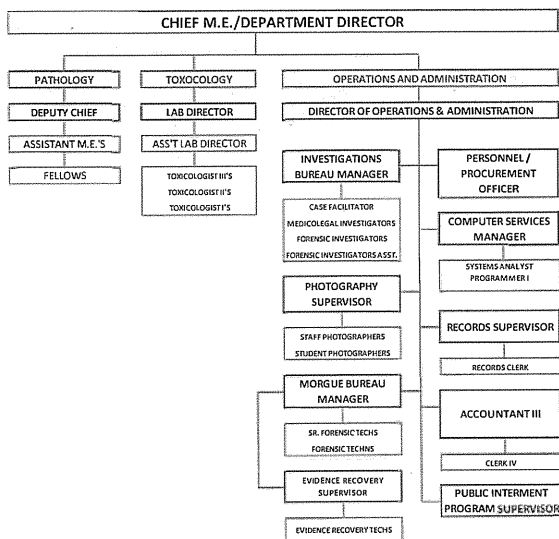 CHIEF M.E./DEPARTMENT DIRECTOR
PATHOLOGY
DEPUTY CHIEF
ASSISTANT M.E.'S
FELLOWS
TOXOCOLOGY
LAB DIRECTOR
ASS'T LAB DIRECTOR
TOXICOLOGIST III'S
TOXICOLOGIST II'S
TOXICOLOGIST I'S
OPERATIONS AND ADMINISTRATION
DIRECTOR OF OPERATIONS & ADMINISTRATION
INVESTIGATIONS
BUREAU MANAGER
CASE FACILITATOR
MEDICOLEGAL INVESTIGATORS
FORENSIC INVESTIGATORS
FORENSIC INVESTIGATORS ASST.
PHOTOGRAPHY
SUPERVISOR
STAFF PHOTOGRAPHERS
STUDENT PHOTOGRAPHERS
MORGUE BUREAU
MANAGER
SR. FORENSIC TECHS
FORENSIC TECHNS
EVIDENCE RECOVERY
SUPERVISOR
EVIDENCE RECOVERY TECHS
PERSONNEL /
PROCUREMENT
OFFICER
COMPUTER SERVICES
MANAGER
SYSTEMS ANALYST
PROGRAMMER I
RECORDS SUPERVISOR
RECORDS CLERK
ACCOUNTANT III
CLERK IV
PUBLIC INTERMENT
PROGRAM SUPERVISOR